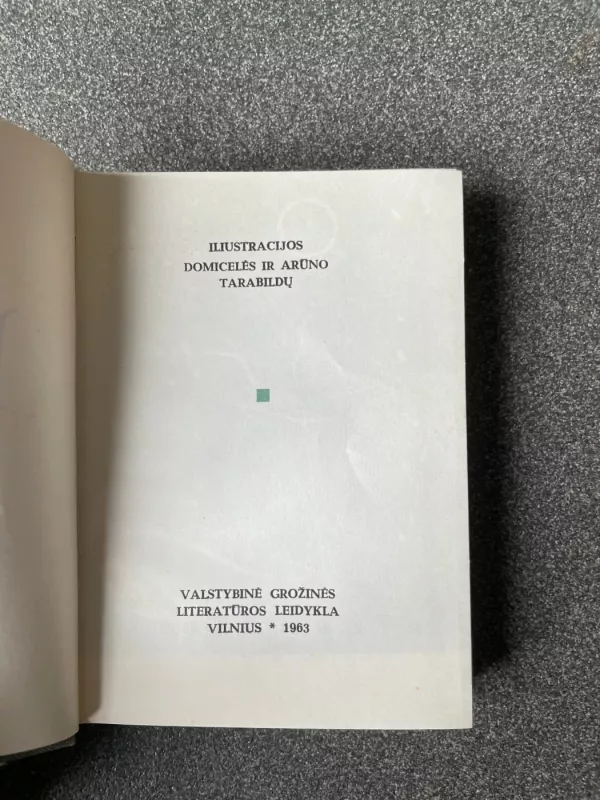 ILIUSTRACIJOS
DOMICELĖS IR ARŪNO
TARABILDŲ
VALSTYBINĖ GROŽINĖS
LITERATŪROS LEIDYKLA
VILNIUS * 1963